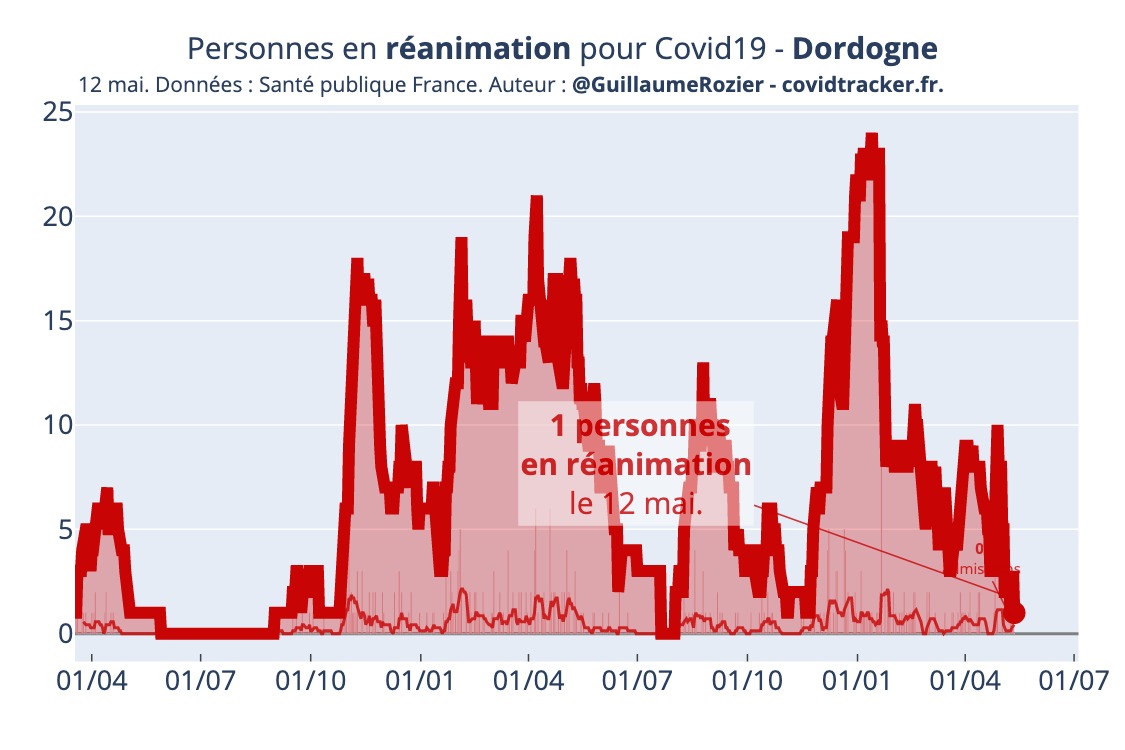 Personnes en réanimation pour Covid19 - Dordogne
12 mai. Données : Santé publique France. Auteur : @GuillaumeRozier - covidtracker.fr.
25
20
15
10
5
0
1 personnes
en réanimation
le 12 mai.
0
01/04 01/07 01/10 01/01 01/04 01/07 01/10 01/01 01/04 01/07